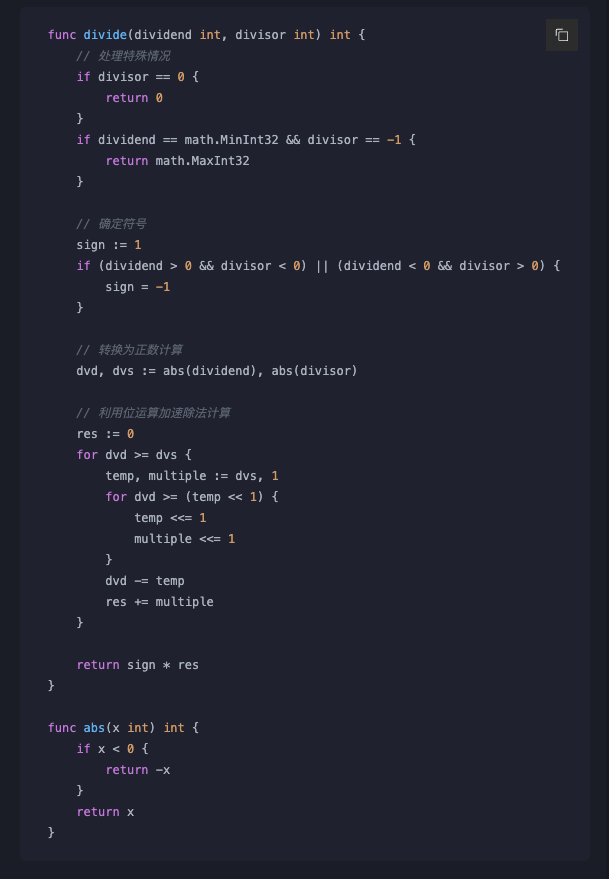 func divide(dividend int, divisor int) int {
    // 处理特殊情况
    if divisor == 0 {
        return 0
    }
    if dividend == math.MinInt32 && divisor == -1 {
        return math.MaxInt32
    }

    // 确定符号
    sign := 1
    if (dividend > 0 && divisor < 0) || (dividend < 0 && divisor > 0) {
        sign = -1
    }

    // 转换为正数计算
    dvd, dvs := abs(dividend), abs(divisor)

    // 利用位运算加速除法计算
    res := 0
    for dvd >= dvs {
        temp, multiple := dvs, 1
        for dvd >= (temp << 1) {
            temp <<= 1
            multiple <<= 1
        }
        dvd -= temp
        res += multiple
    }

    return sign * res
}

func abs(x int) int {
    if x < 0 {
        return -x
    }
    return x
}